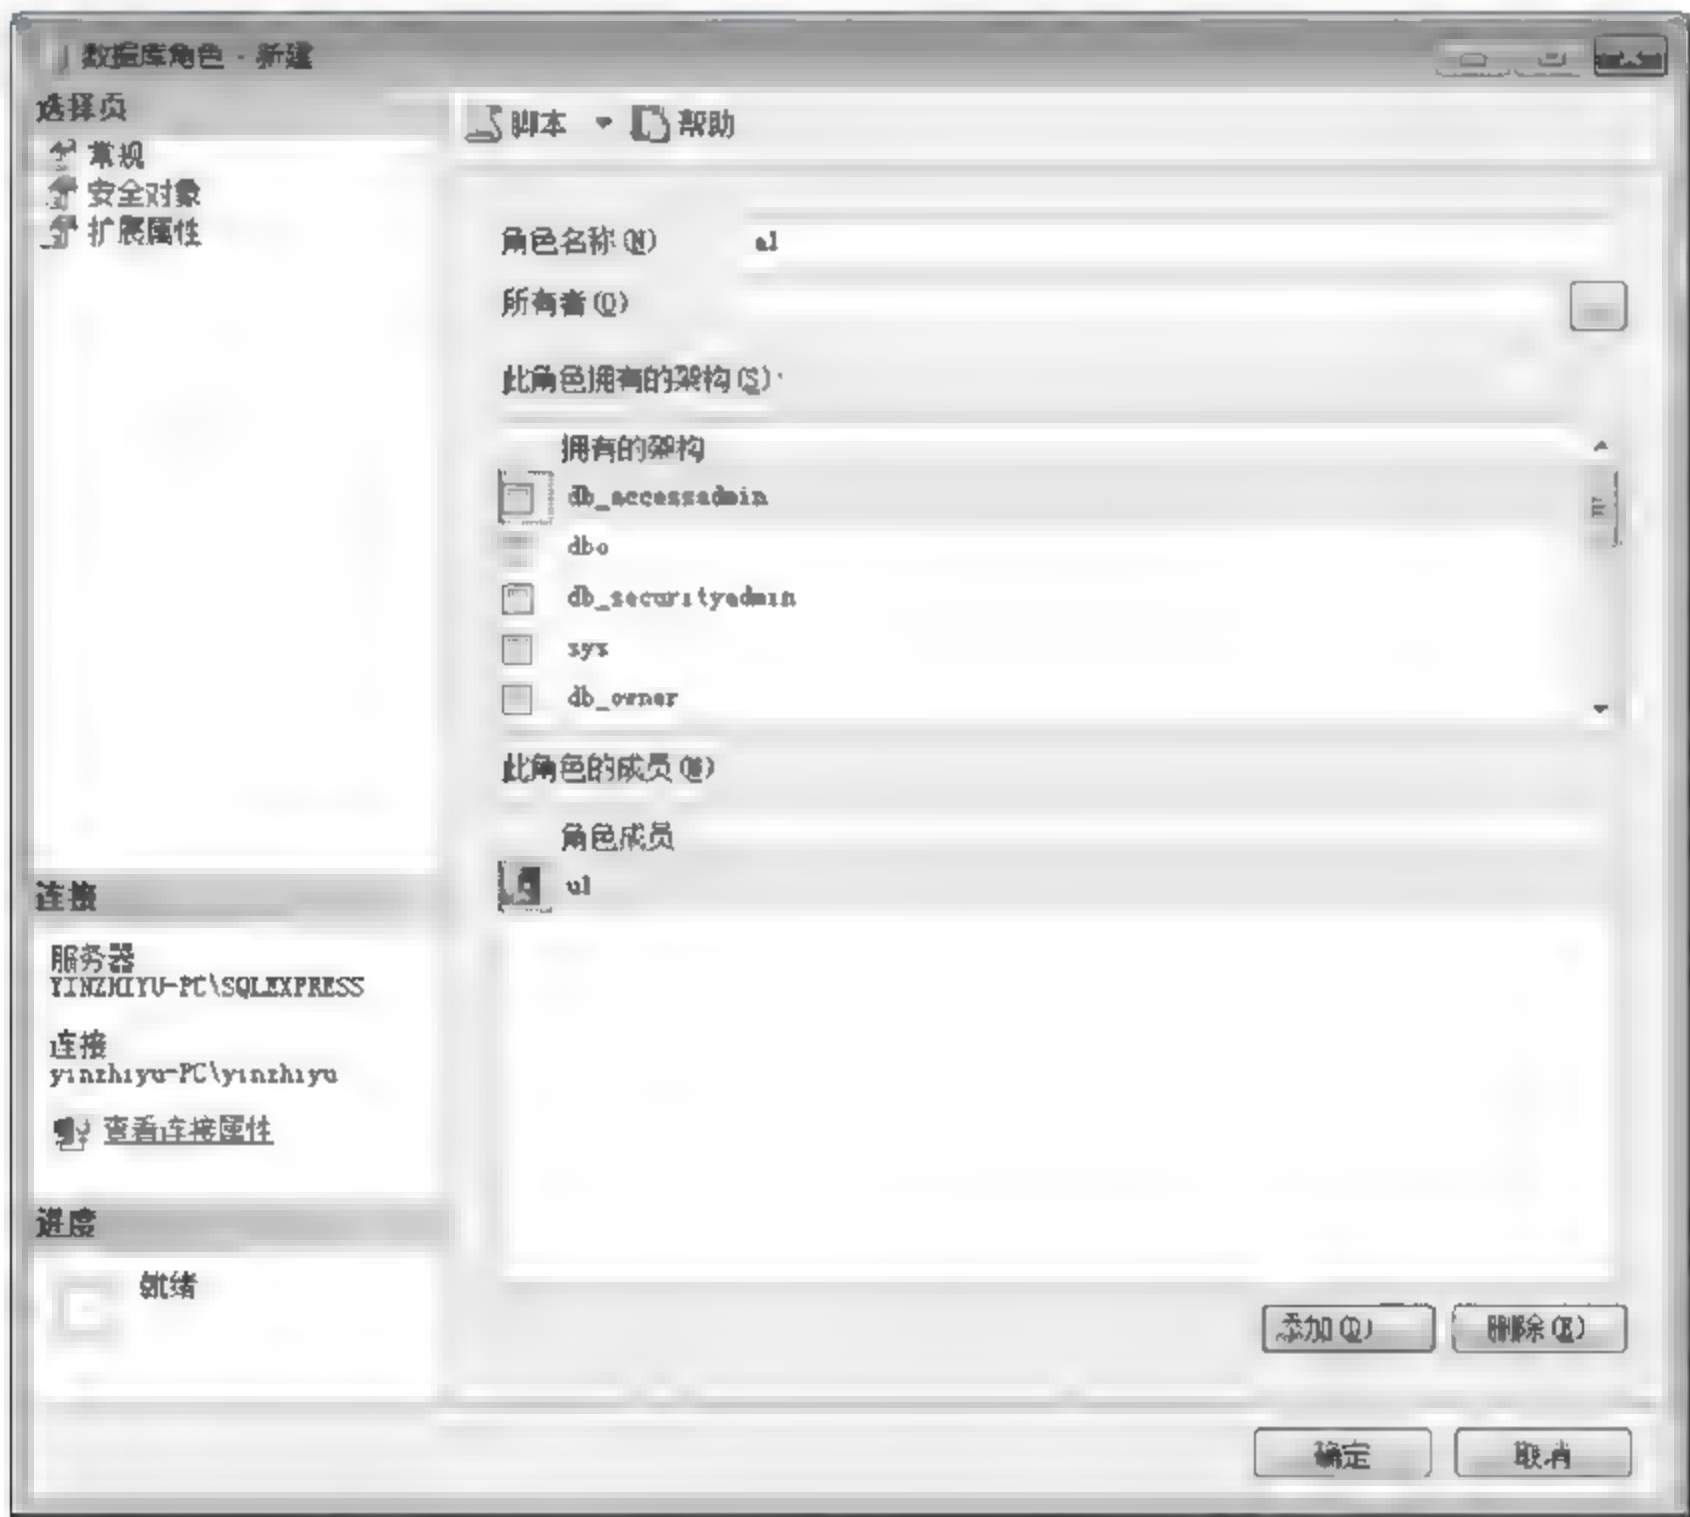 数据库角色 - 新建
选择页
常规
安全对象
扩展属性
脚本 帮助
角色名称(N) a1
所有者(O)
此角色拥有的架构(S):
拥有的架构
db_accessadmin
dbo
db_securityadmin
sys
db_owner
此角色的成员(M)
角色成员
u1
连接
服务器
YINZHIYU-PC\SQLEXPRESS
连接
yinzhiyu-PC\yinzhiyu
查看连接属性
进度
就绪
添加(D) 删除(R)
确定 取消